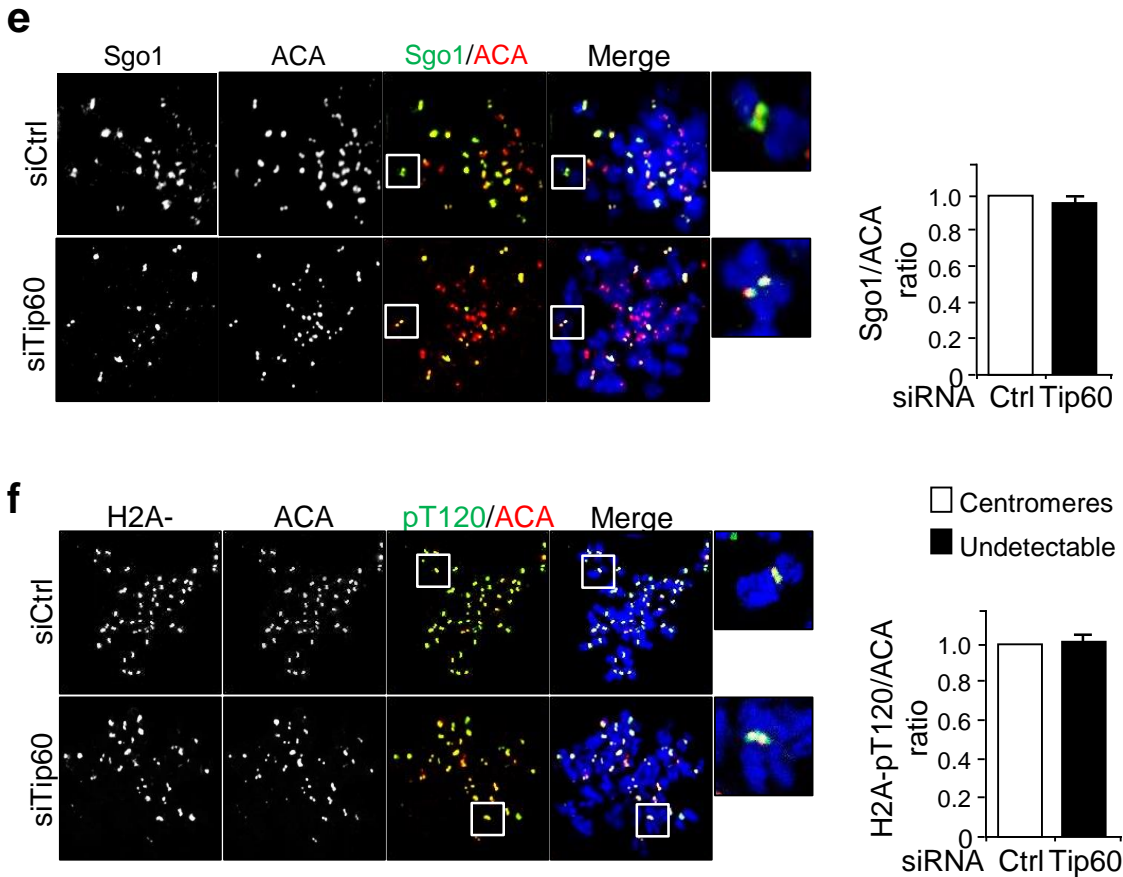 e
Sgo1 ACA Sgo1/ACA Merge
siCtrl
siTip60
Sgo1/ACA
ratio
1.0
0.8
0.6
0.4
0.2
0
siRNA Ctrl Tip60
f
H2A- ACA pT120/ACA Merge
siCtrl
siTip60
Centromeres
Undetectable
H2A-pT120/ACA
ratio
1.0
0.8
0.6
0.4
0.2
0
siRNA Ctrl Tip60